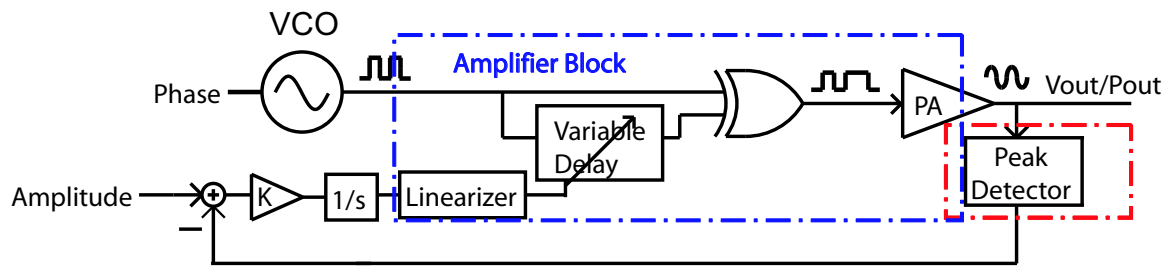 VCO
Amplifier Block
Phase
PA
Vout/Pout
Variable
Delay
Peak
Detector
Amplitude
+
K
1/s
Linearizer
−